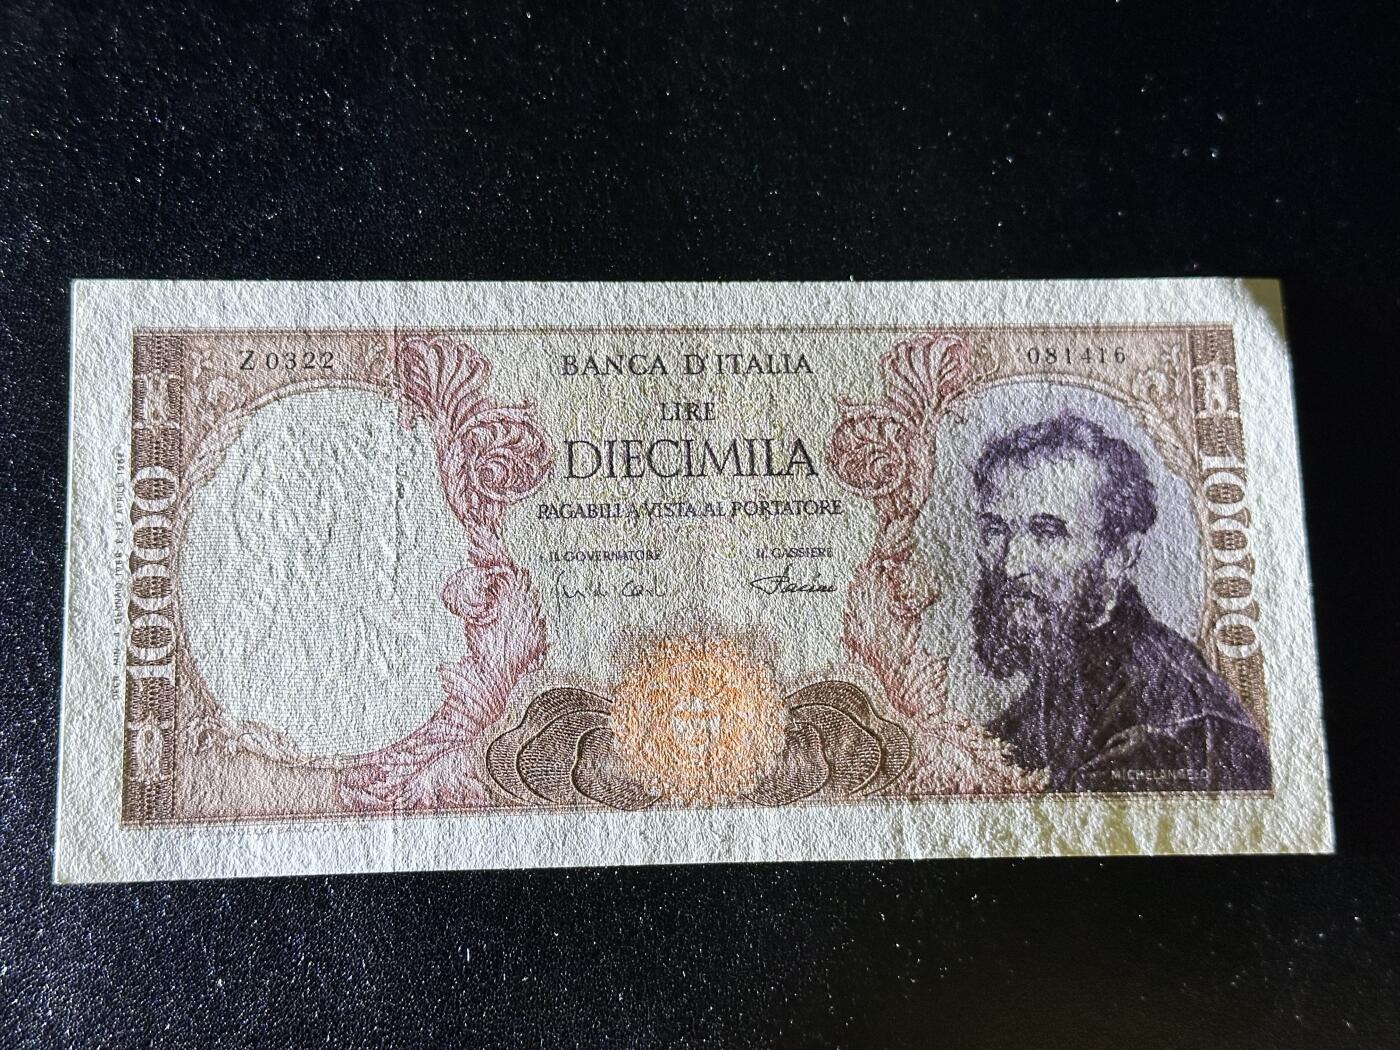 Z 0322
081416
BANCA D'ITALIA
LIRE
DIECIMILA
PAGABILI A VISTA AL PORTATORE
IL GOVERNATORE
IL CASSIERE
10000
10000
MICHELANGELO